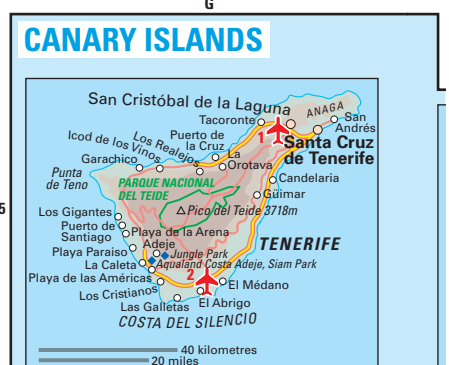 G
CANARY ISLANDS
San Cristóbal de la Laguna
ANAGA
Tacoronte
San
Andrés
Puerto de
la Cruz
1
Santa Cruz
de Tenerife
Los Realejos
Icod de los Vinos
La
Orotava
Garachico
Candelaria
Punta
de Teno
PARQUE NACIONAL
DEL TEIDE
Güimar
5
Los Gigantes
Pico del Teide 3718m
Puerto de
Santiago
Playa de la Arena
Adeje
TENERIFE
Playa Paraiso
Jungle Park
La Caleta
Aqualand Costa Adeje, Siam Park
Playa de las Américas
2
El Médano
Los Cristianos
El Abrigo
Las Galletas
COSTA DEL SILENCIO
40 kilometres
20 miles